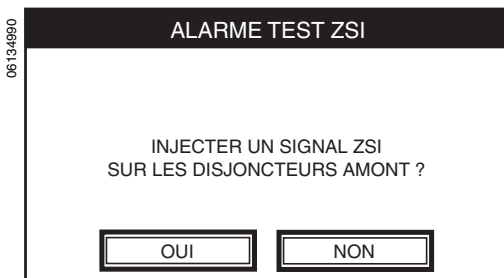 06134990
ALARME TEST ZSI
INJECTER UN SIGNAL ZSI
SUR LES DISJONCTEURS AMONT ?
OUI
NON